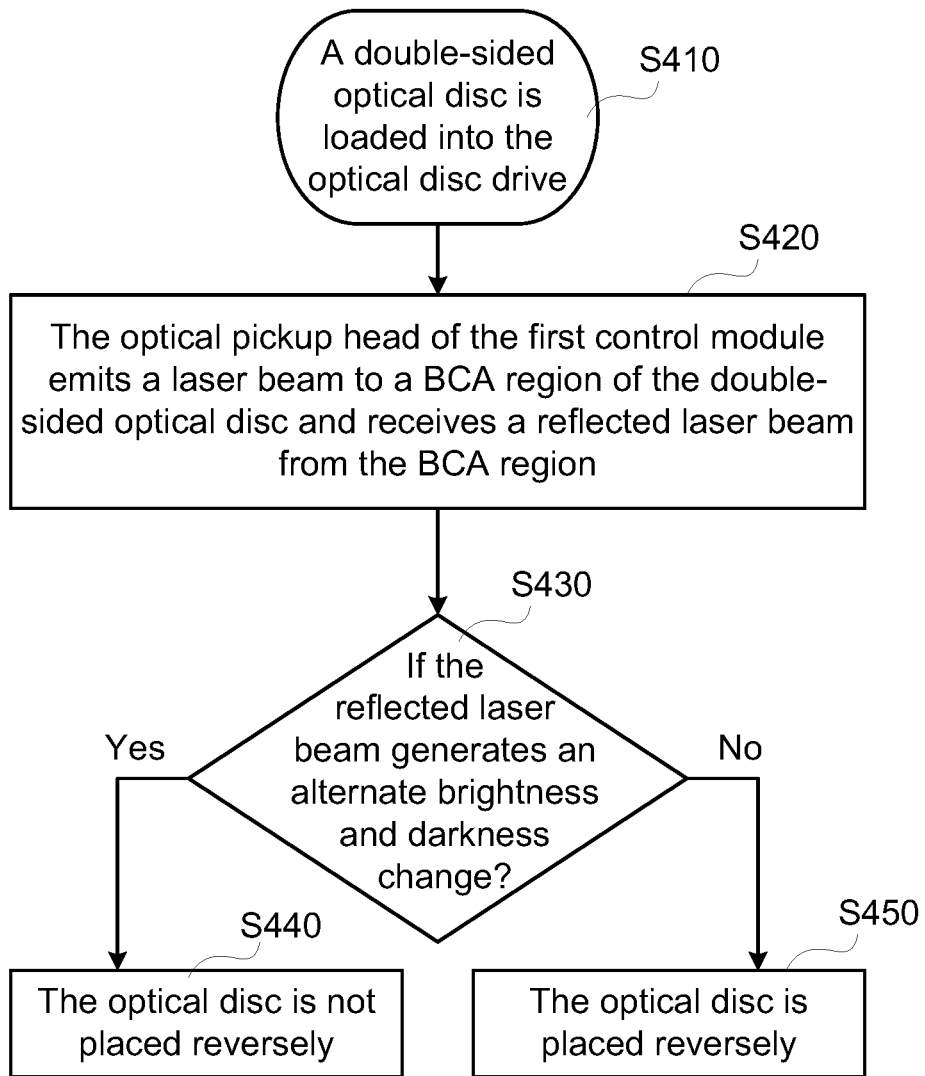 A double-sided
optical disc is
loaded into the
optical disc drive
S410
S420
The optical pickup head of the first control module
emits a laser beam to a BCA region of the double-
sided optical disc and receives a reflected laser beam
from the BCA region
S430
If the
reflected laser
beam generates an
alternate brightness
and darkness
change?
Yes
No
S440
The optical disc is not
placed reversely
S450
The optical disc is
placed reversely